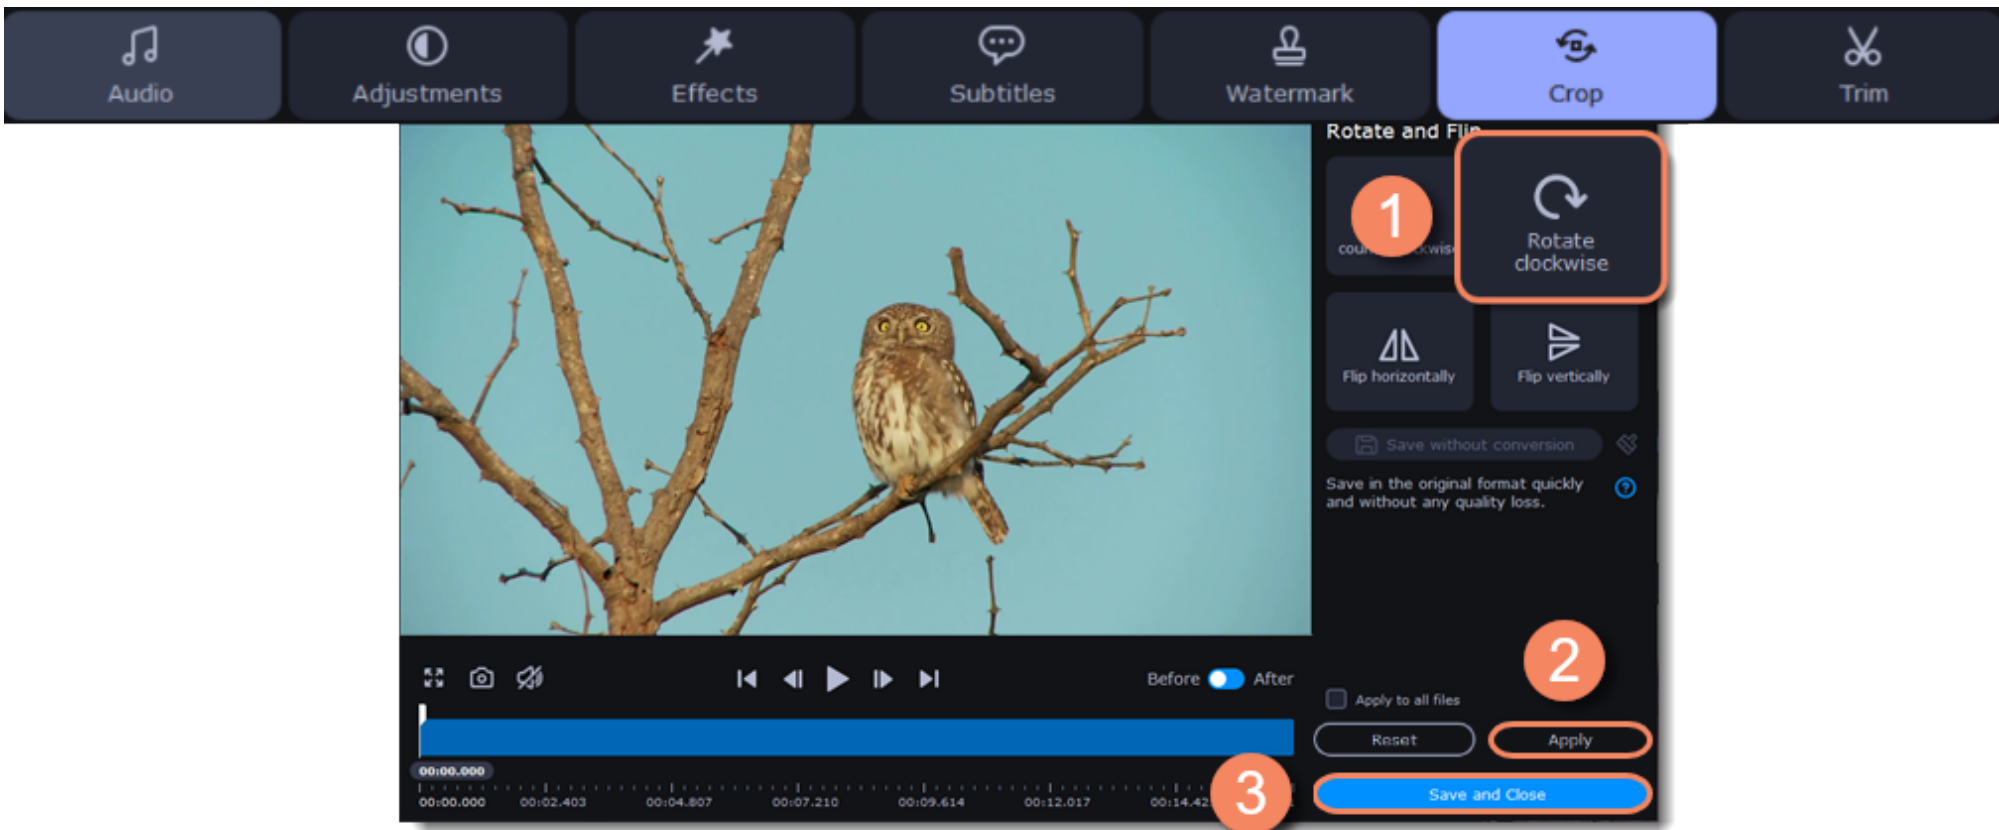 Audio
Adjustments
Effects
Subtitles
Watermark
Crop
Trim
Rotate and Flip
1
Rotate
clockwise
Flip horizontally
Flip vertically
Save without conversion
Save in the original format quickly
and without any quality loss.
Before
After
2
Apply to all files
Reset
Apply
00:00.000
3
Save and Close
00:00.000
00:02.403
00:04.807
00:07.210
00:09.614
00:12.017